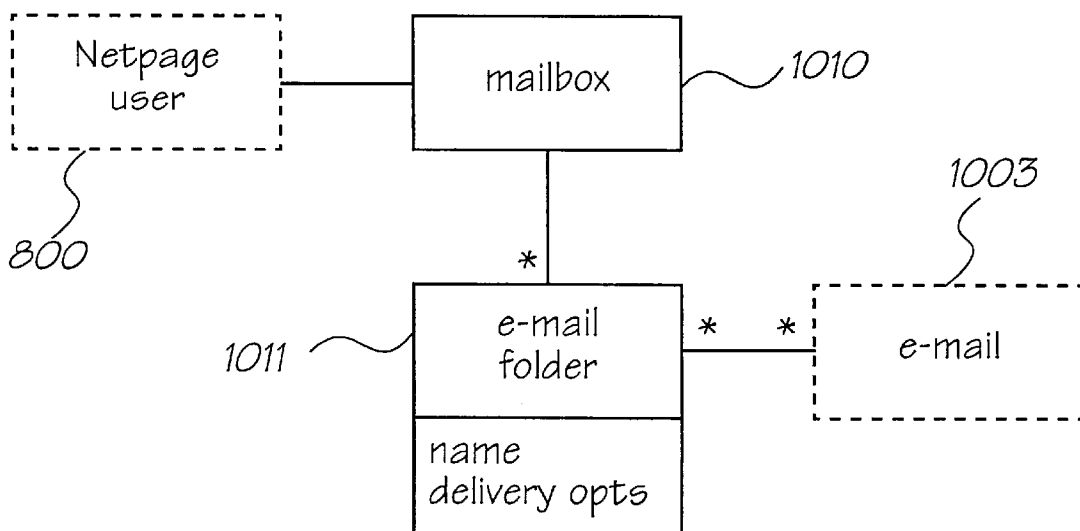 Netpage
user
mailbox
1010
800
1003
*
e-mail
folder
* *
e-mail
1011
name
delivery opts